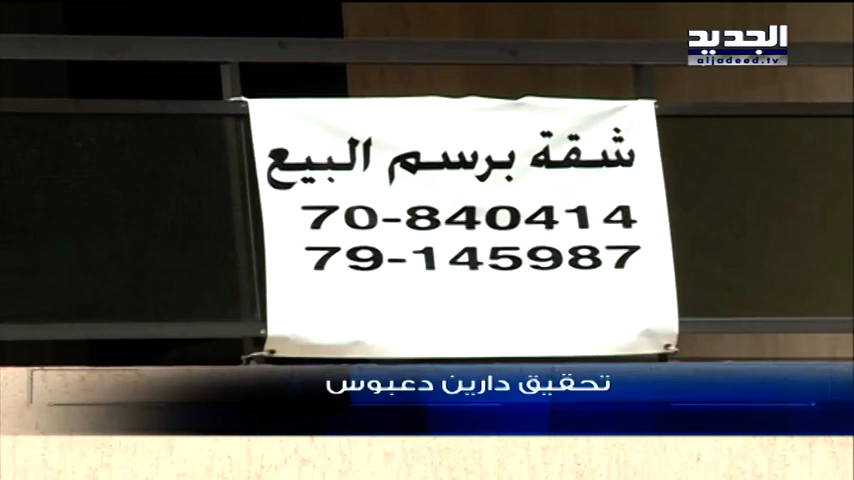 الجديد
aljadeed.tv
شقة برسم البيع
70-840414
79-145987
تحقيق دارين دعبوس